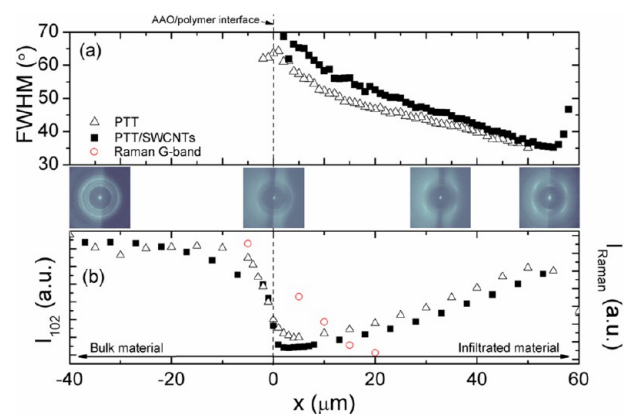 AAO/polymer interface
70
(a)
60
50
40
30
FWHM (°)
PTT
PTT/SWCNTs
Raman G-band
(b)
I102 (a.u.)
IRaman (a.u.)
Bulk material
Infiltrated material
-40 -20 0 20 40 60
x (μm)